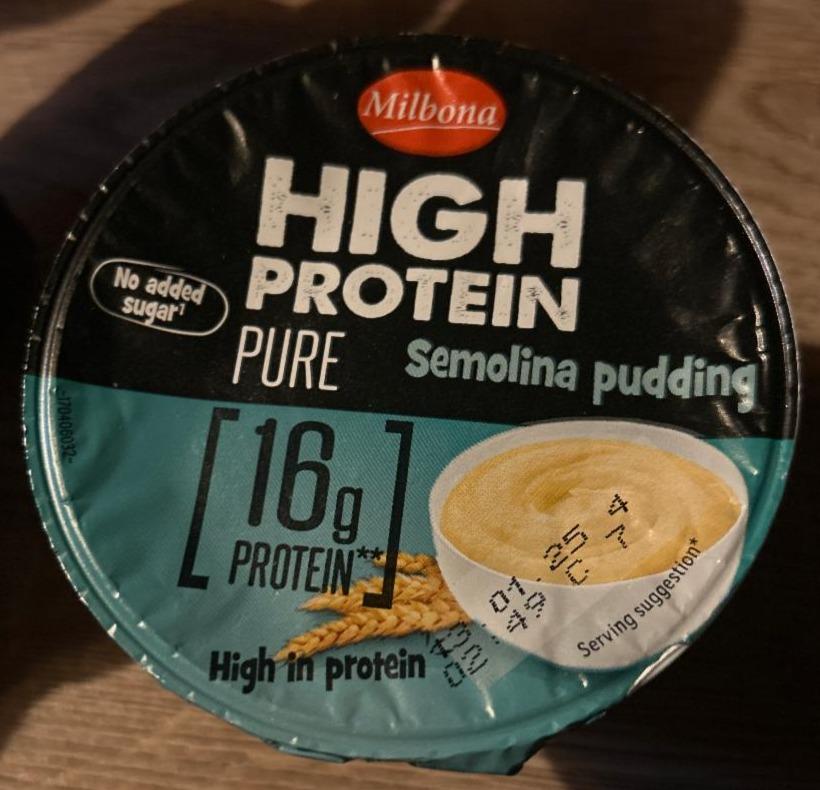 Milbona
HIGH
PROTEIN
PURE
Semolina pudding
No added
sugar¹
[16g
PROTEIN**]
High in protein
Serving suggestion*